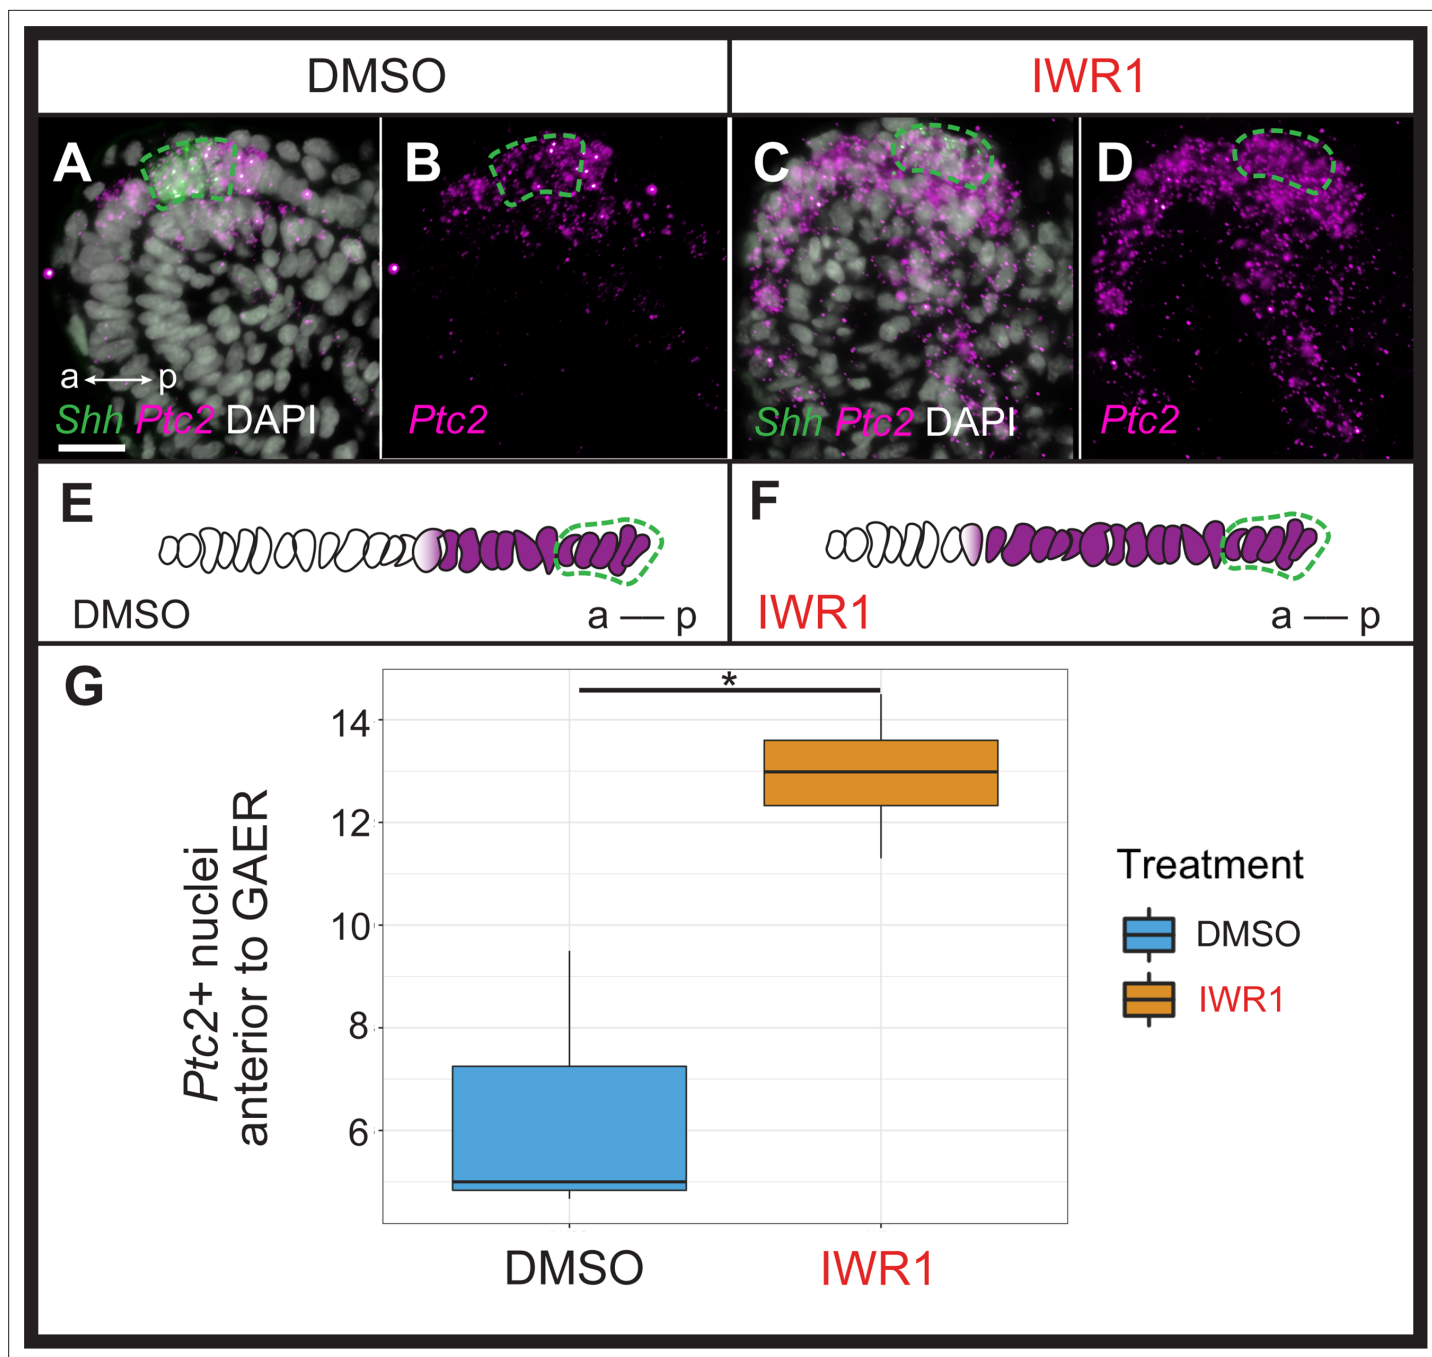 DMSO
IWR1
A
B
C
D
a p
Shh Ptc2 DAPI
Ptc2
Shh Ptc2 DAPI
Ptc2
E
F
DMSO
a — p
IWR1
a — p
G
*
14
12
10
8
6
Ptc2+ nuclei
anterior to GAER
DMSO
IWR1
Treatment
DMSO
IWR1